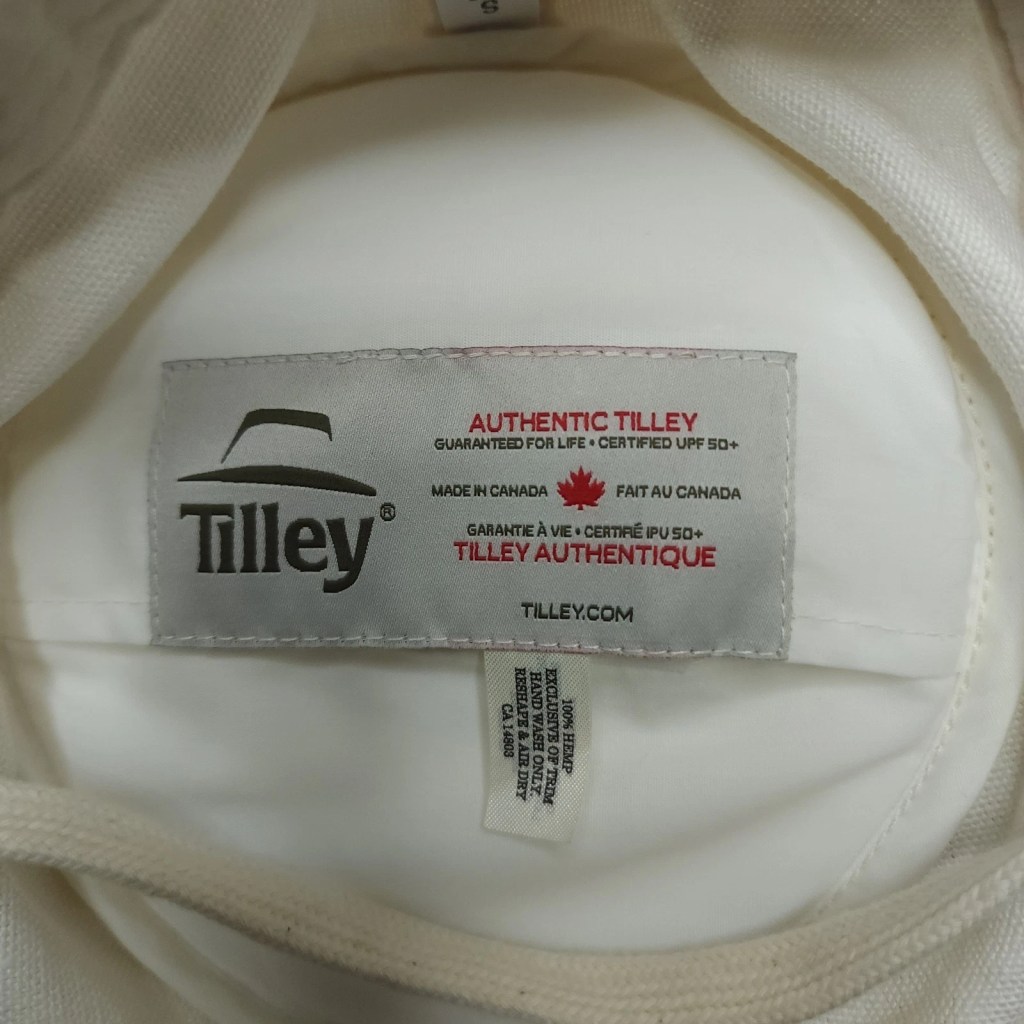 S
Tilley®
AUTHENTIC TILLEY
GUARANTEED FOR LIFE • CERTIFIED UPF 50+
MADE IN CANADA FAIT AU CANADA
GARANTIE À VIE • CERTIFIÉ IPU 50+
TILLEY AUTHENTIQUE
TILLEY.COM
100% HEMP
EXCLUSIVE OF TRIM
HAND WASH ONLY.
RESHAPE & AIR DRY
CA 14803